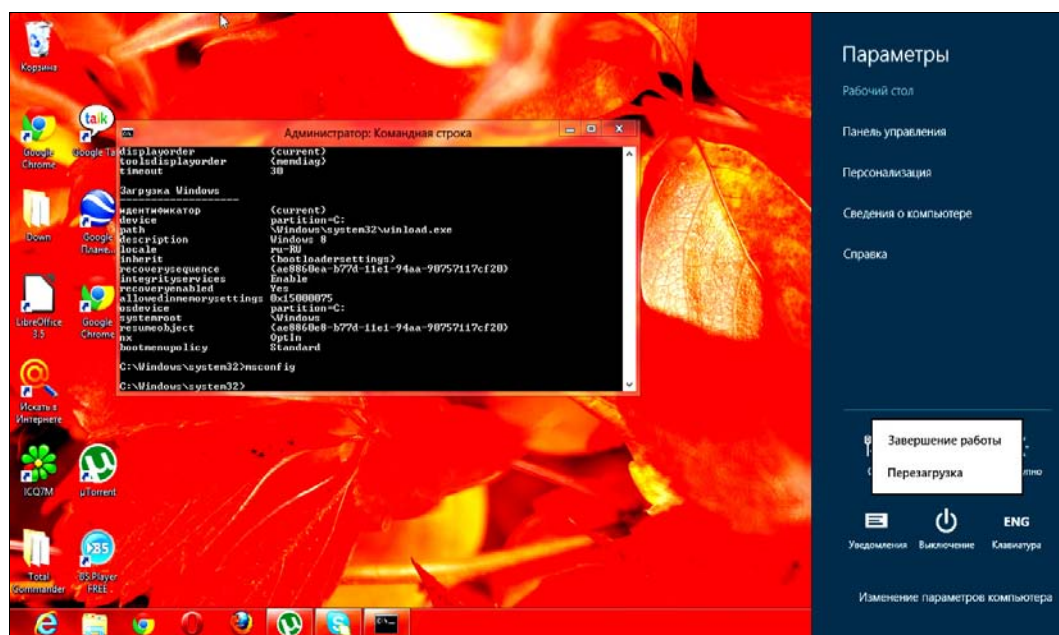 Корзина
talk
Google Chrome
Google Ta
Down
Google Плане...
LibreOffice 3.5
Google Chrome
Искать в Интернете
ICQ7M
µTorrent
Total Commander
BS.Player FREE
Администратор: Командная строка
displayorder {current}
toolsdisplayorder {memdiag}
timeout 30
Загрузка Windows
-------------------
идентификатор {current}
device partition=C:
path \Windows\system32\winload.exe
description Windows 8
locale ru-RU
inherit {bootloadersettings}
recoverysequence {ae8860ea-b77d-11e1-94aa-90757117cf20}
integrityservices Enable
recoveryenabled Yes
allowedinmemorysettings 0x15000075
osdevice partition=C:
systemroot \Windows
resumeobject {ae8860e8-b77d-11e1-94aa-90757117cf20}
nx OptIn
bootmenupolicy Standard
C:\Windows\system32>msconfig
C:\Windows\system32>
Параметры
Рабочий стол
Панель управления
Персонализация
Сведения о компьютере
Справка
Завершение работы
Перезагрузка
Уведомления
Выключение
ENG
Клавиатура
Изменение параметров компьютера